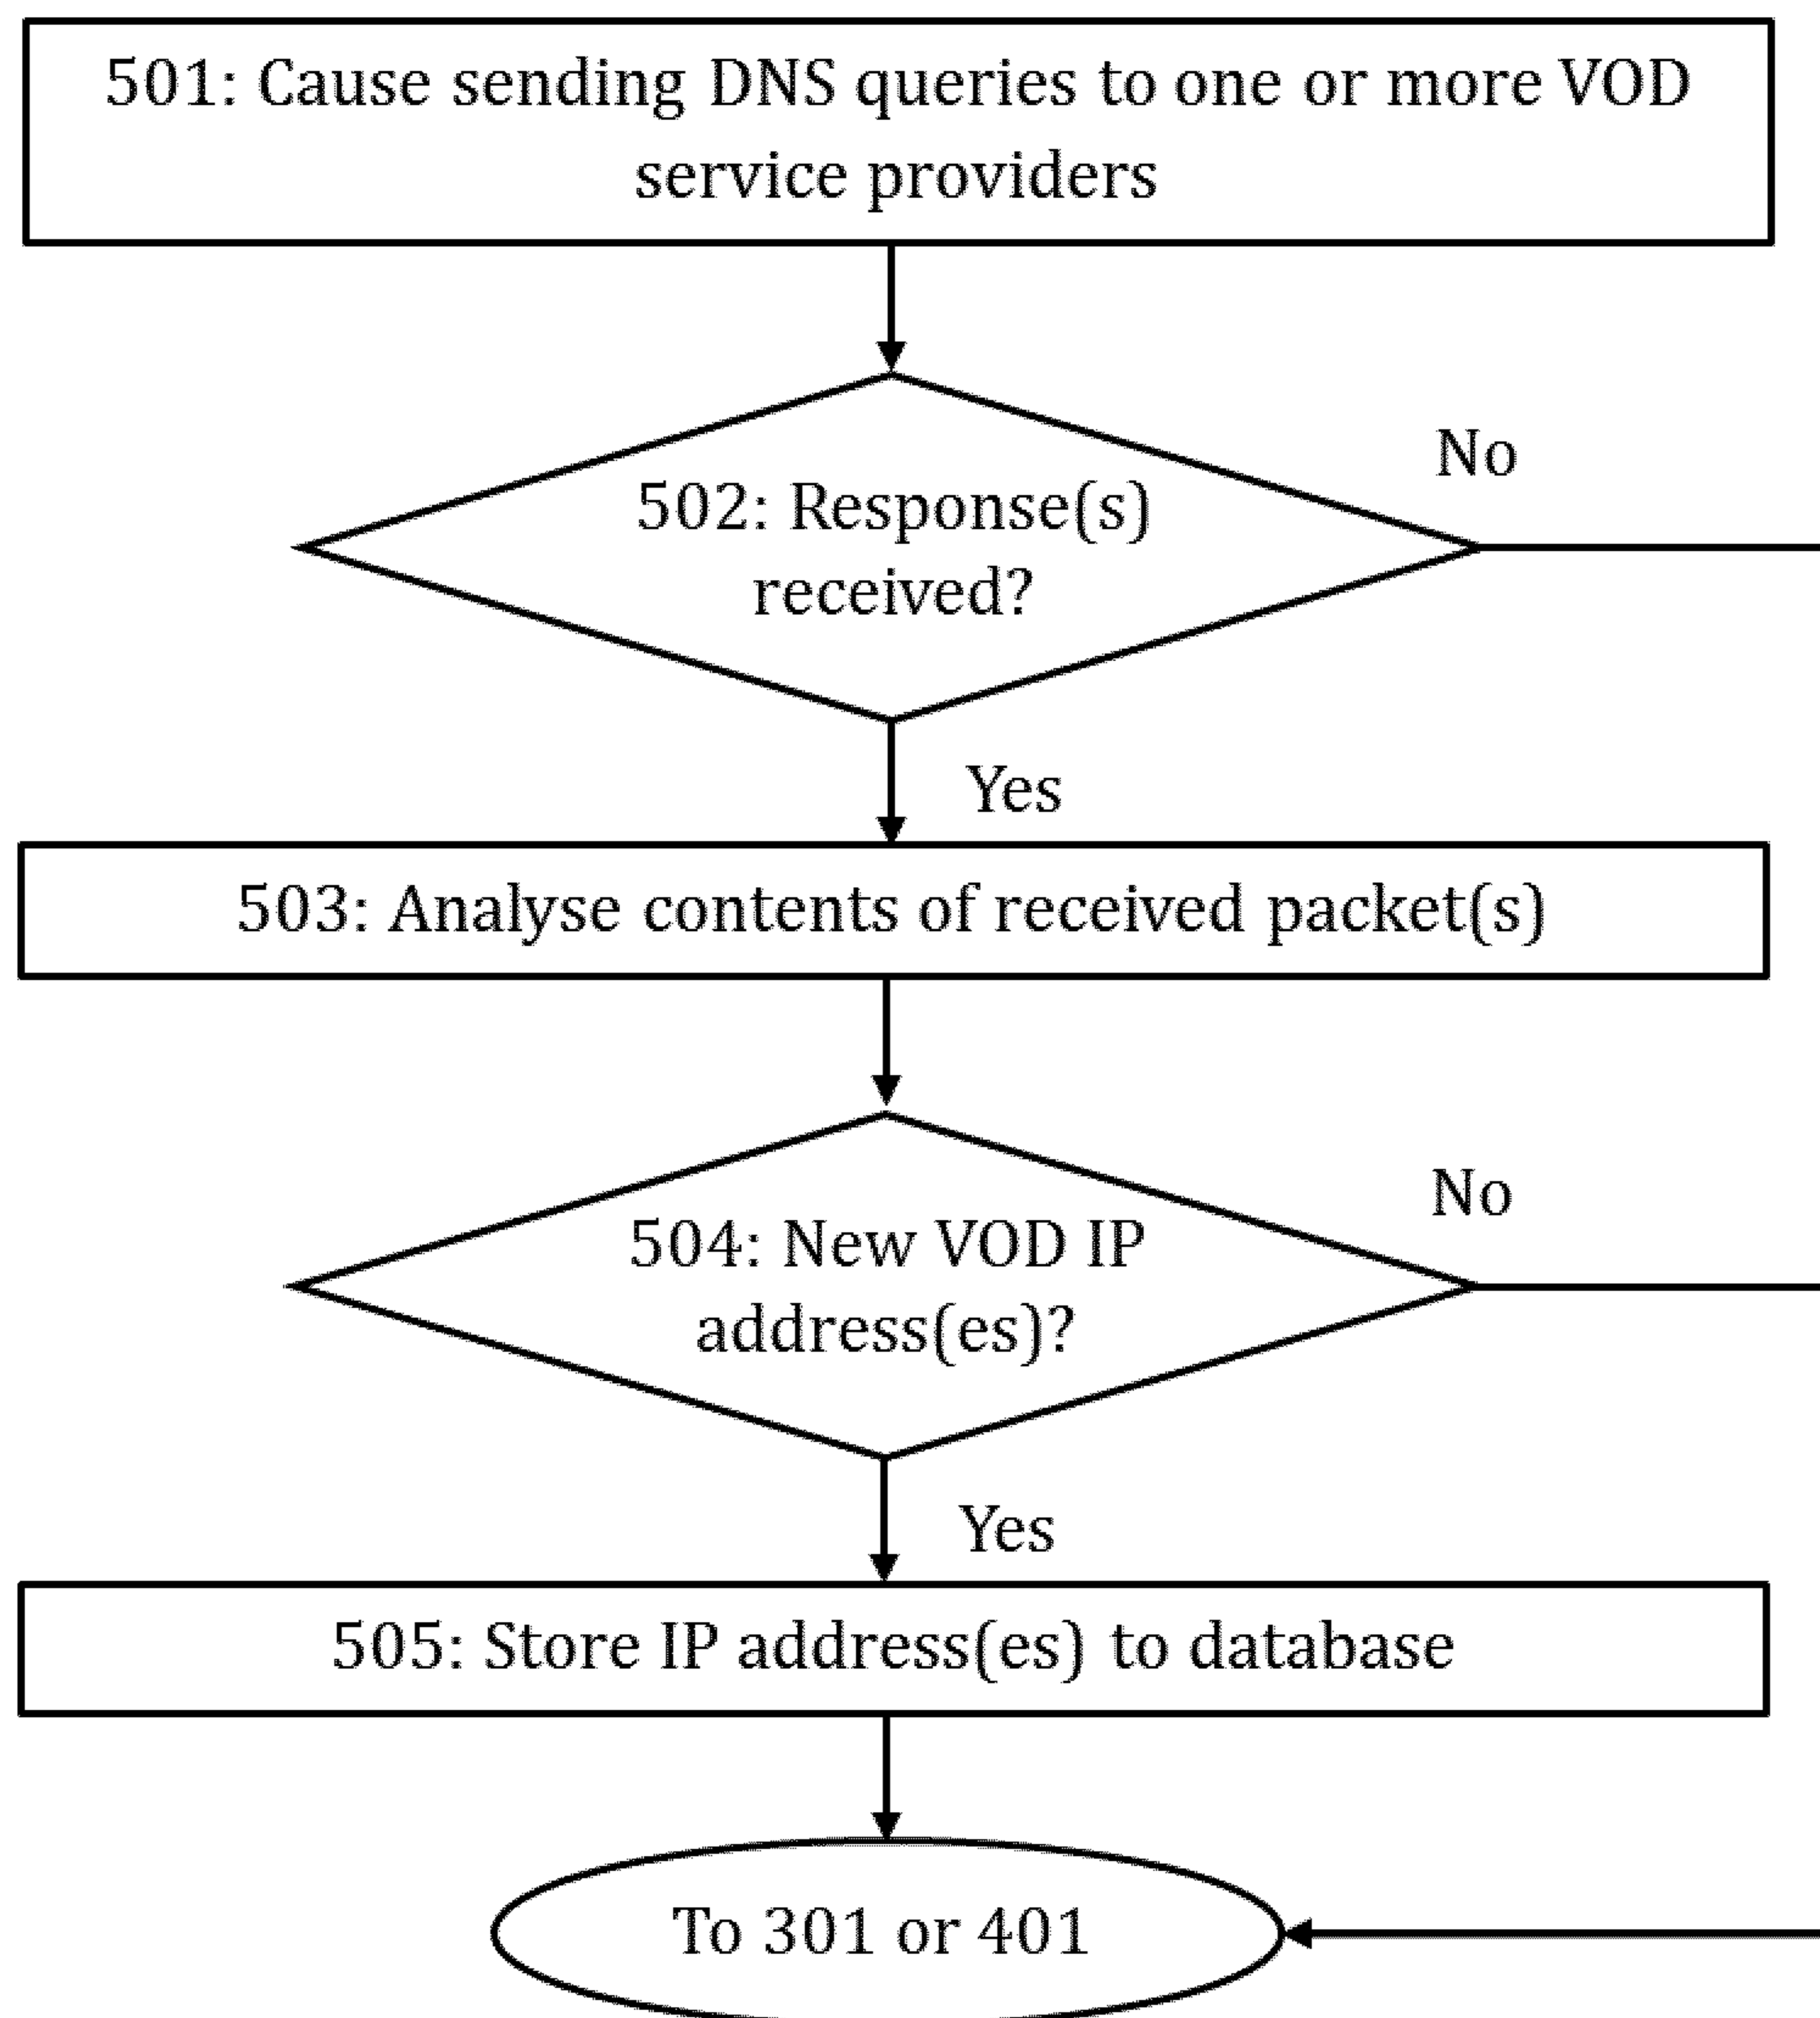 501: Cause sending DNS queries to one or more VOD
service providers
No
502: Response(s)
received?
Yes
503: Analyse contents of received packet(s)
No
504: New VOD IP
address(es)?
Yes
505: Store IP address(es) to database
To 301 or 401